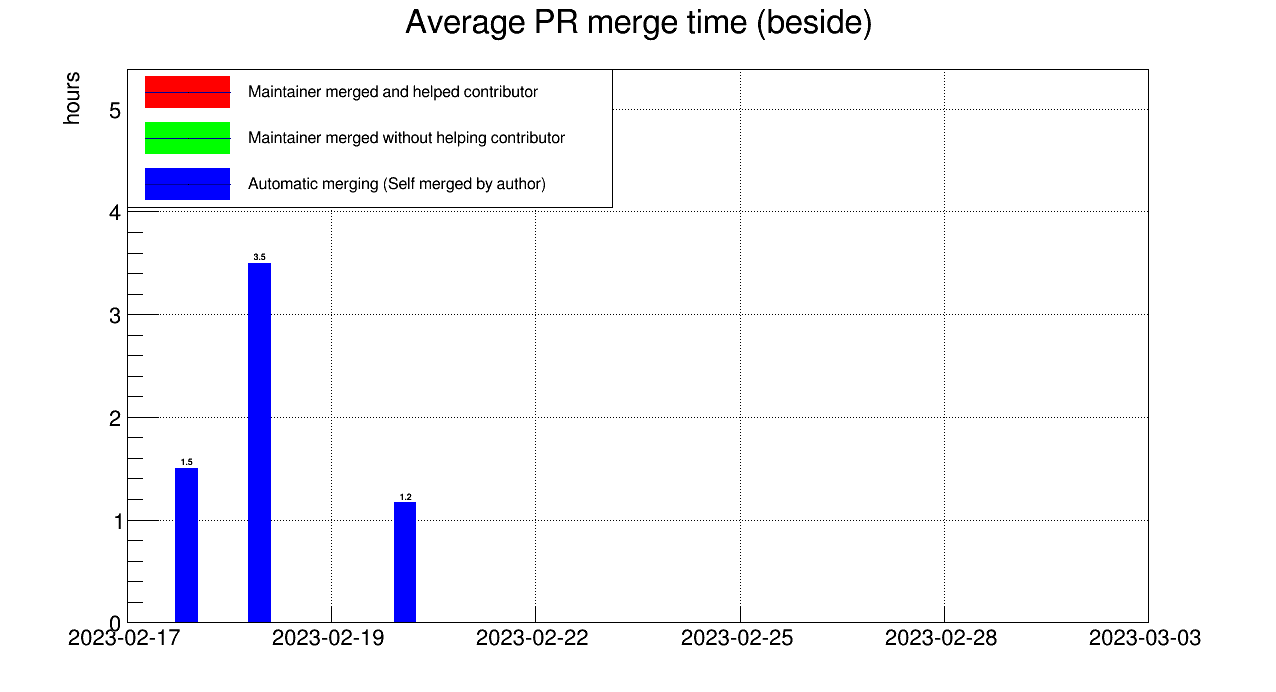 Average PR merge time (beside)
hours
Maintainer merged and helped contributor
Maintainer merged without helping contributor
Automatic merging (Self merged by author)
5
4
3
2
1
0
3.5
1.5
1.2
2023-02-17 2023-02-19 2023-02-22 2023-02-25 2023-02-28 2023-03-03